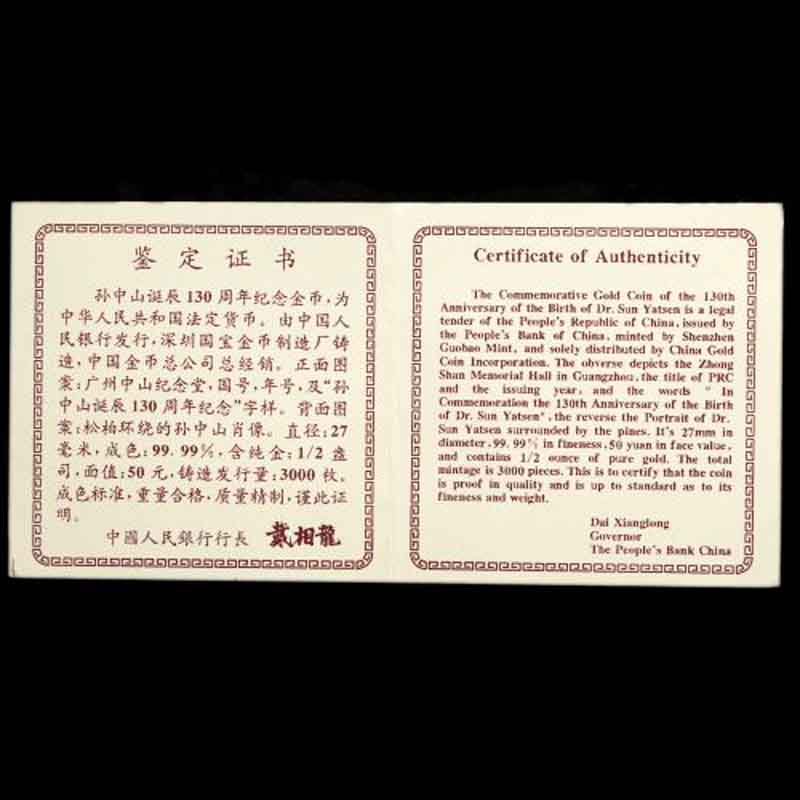 鉴定证书
孙中山诞辰130周年纪念金币,为
中华人民共和国法定货币。由中国人
民银行发行,深圳国宝金币制造厂铸
造,中国金币总公司总经销。正面图
案:广州中山纪念堂,国号,年号,及“孙
中山诞辰130周年纪念”字样。背面图
案:松柏环绕的孙中山肖像。直径:27
毫米,成色:99.99%,含纯金:1/2盎
司,面值:50元,铸造发行量:3000枚。
成色标准,重量合格,质量精制,谨此证
明。
中國人民銀行行長 戴相龍
Certificate of Authenticity
The Commemorative Gold Coin of the 130th
Anniversary of the Birth of Dr. Sun Yatsen is a legal
tender of the People's Republic of China, issued by
the People's Bank of China, minted by Shenzhen
Guobao Mint, and solely distributed by China Gold
Coin Incorporation. The obverse depicts the Zhong
Shan Memorial Hall in Guangzhou, the title of PRC
and the issuing year, and the words "In
Commemoration the 130th Anniversary of the Birth
of Dr. Sun Yatsen", the reverse the Portrait of Dr.
Sun Yatsen surrounded by the pines. It's 27mm in
diameter, 99.99% in fineness, 50 yuan in face value,
and contains 1/2 ounce of pure gold. The total
mintage is 3000 pieces. This is to certify that the coin
is proof in quality and is up to standard as to its
fineness and weight.
Dai Xianglong
Governor
The People's Bank China